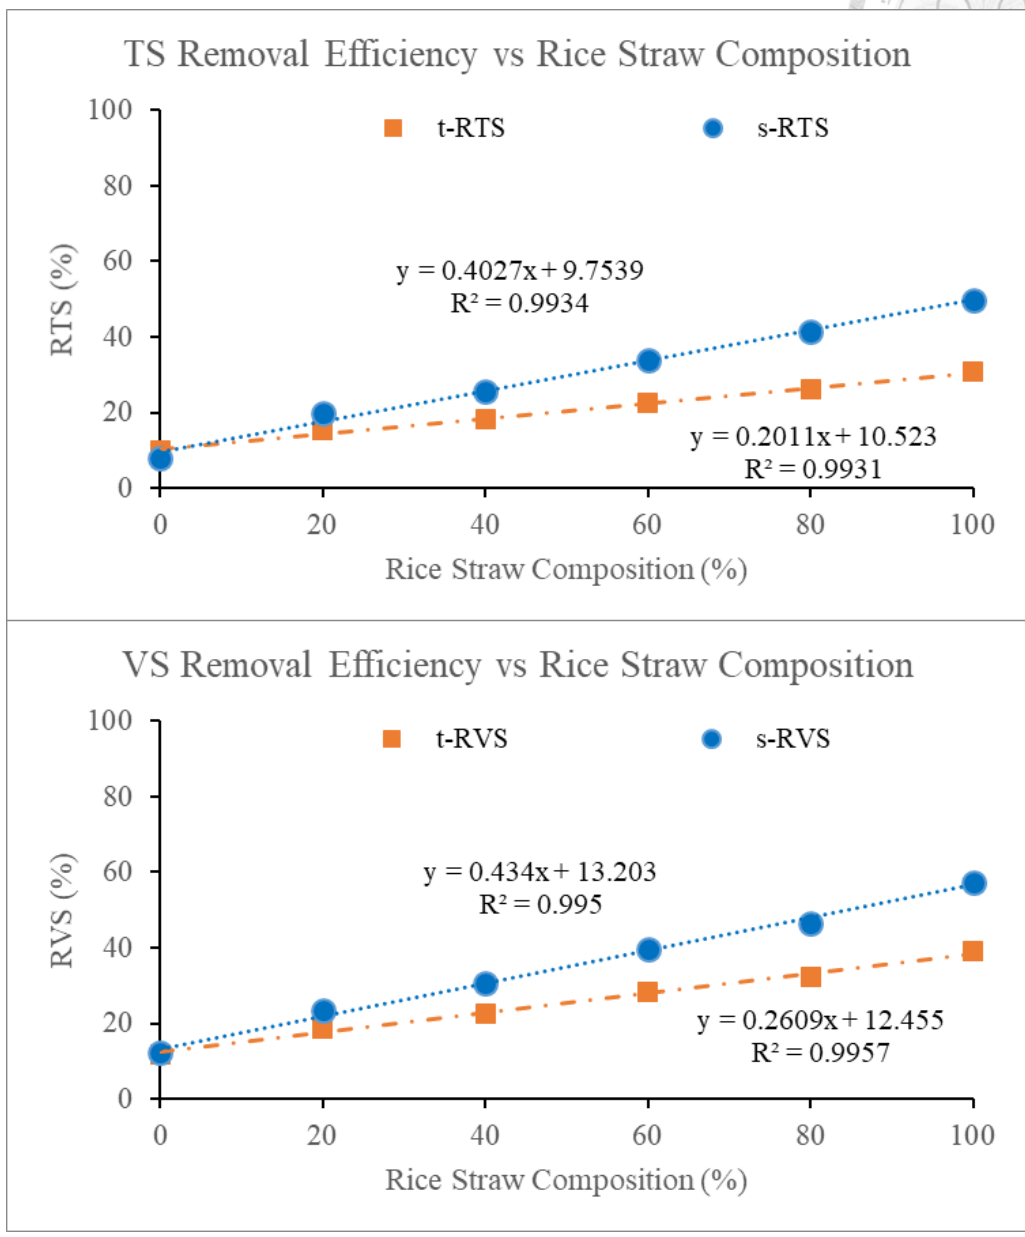 TS Removal Efficiency vs Rice Straw Composition
t-RTS s-RTS
100
80
60
40
20
0
RTS (%)
y = 0.4027x + 9.7539
R² = 0.9934
y = 0.2011x + 10.523
R² = 0.9931
0 20 40 60 80 100
Rice Straw Composition (%)
VS Removal Efficiency vs Rice Straw Composition
t-RVS s-RVS
100
80
60
40
20
0
RVS (%)
y = 0.434x + 13.203
R² = 0.995
y = 0.2609x + 12.455
R² = 0.9957
0 20 40 60 80 100
Rice Straw Composition (%)